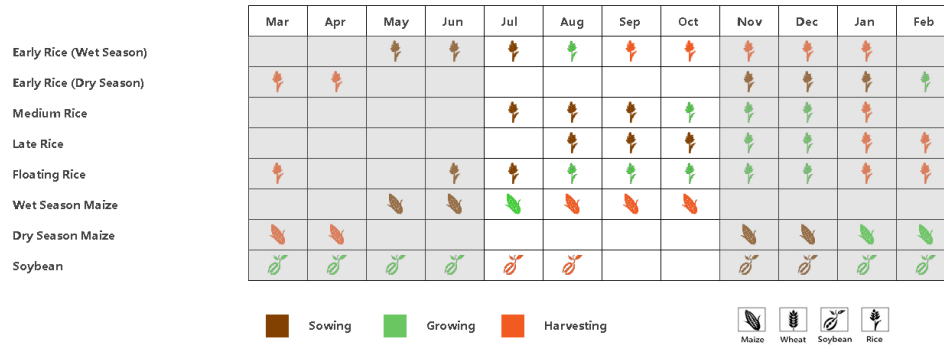 Mar Apr May Jun Jul Aug Sep Oct Nov Dec Jan Feb
Early Rice (Wet Season)
Early Rice (Dry Season)
Medium Rice
Late Rice
Floating Rice
Wet Season Maize
Dry Season Maize
Soybean
Sowing Growing Harvesting
Maize Wheat Soybean Rice